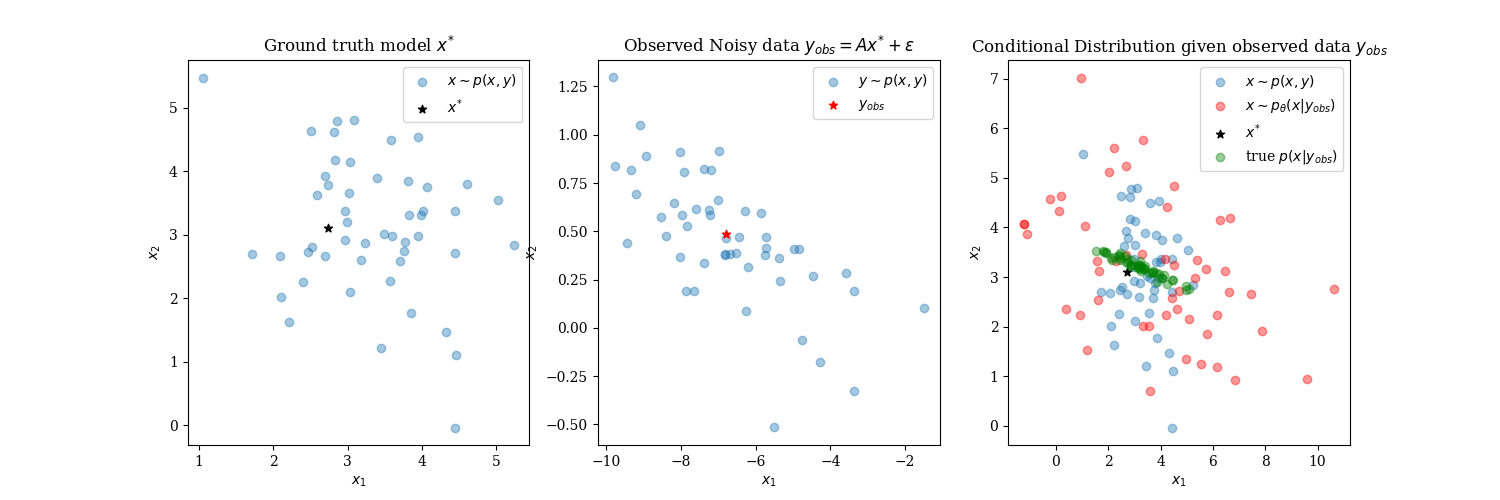 Ground truth model x*
x ~ p(x, y)
x*
5
4
3
2
1
0
x₂
1 2 3 4 5
x₁
Observed Noisy data y_obs = Ax* + ε
y ~ p(x, y)
y_obs
1.25
1.00
0.75
0.50
0.25
0.00
−0.25
−0.50
x₂
−10 −8 −6 −4 −2
x₁
Conditional Distribution given observed data y_obs
x ~ p(x, y)
x ~ p_θ(x|y_obs)
x*
true p(x|y_obs)
7
6
5
4
3
2
1
0
x₂
0 2 4 6 8 10
x₁